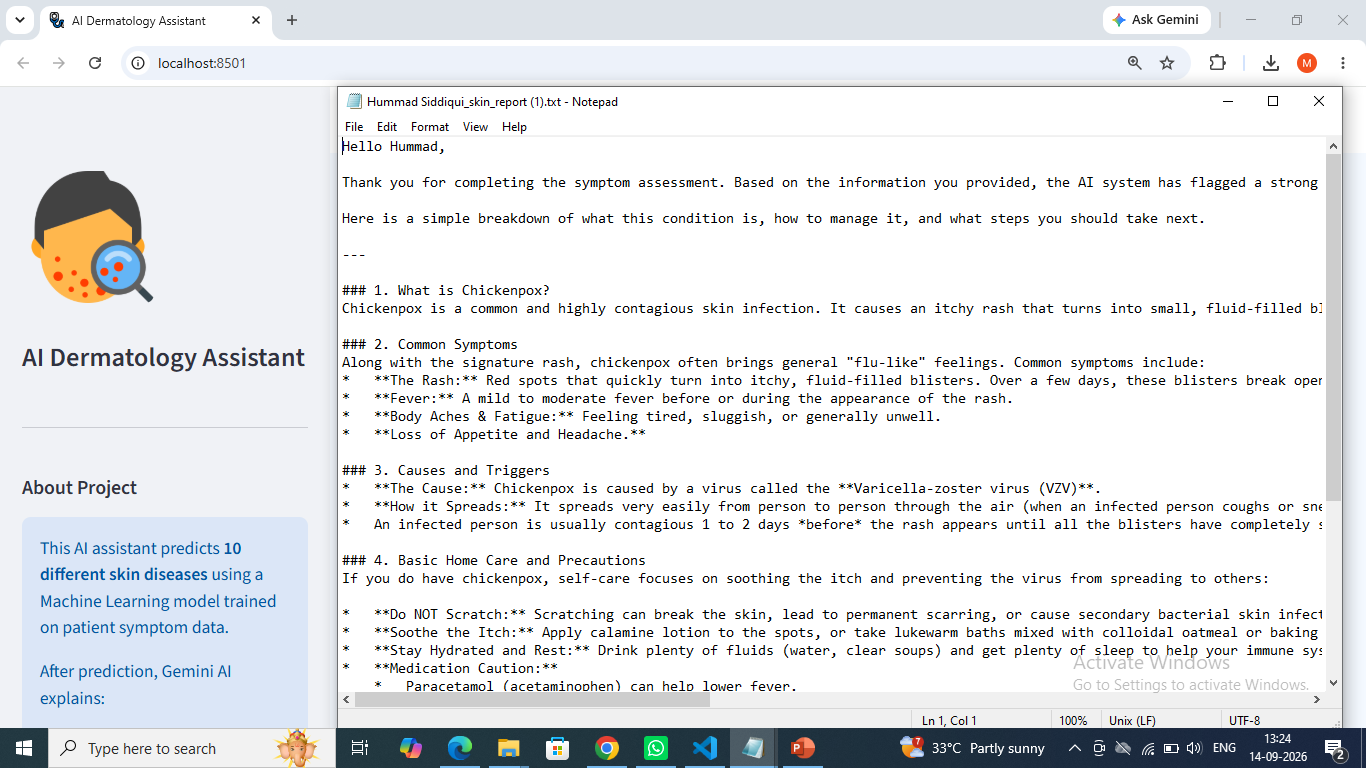 AI Dermatology Assistant
Ask Gemini
localhost:8501
M
Hummad Siddiqui_skin_report (1).txt - Notepad
File Edit Format View Help
Hello Hummad,
Thank you for completing the symptom assessment. Based on the information you provided, the AI system has flagged a strong
Here is a simple breakdown of what this condition is, how to manage it, and what steps you should take next.
---
### 1. What is Chickenpox?
Chickenpox is a common and highly contagious skin infection. It causes an itchy rash that turns into small, fluid-filled bl
### 2. Common Symptoms
Along with the signature rash, chickenpox often brings general "flu-like" feelings. Common symptoms include:
* **The Rash:** Red spots that quickly turn into itchy, fluid-filled blisters. Over a few days, these blisters break oper
* **Fever:** A mild to moderate fever before or during the appearance of the rash.
* **Body Aches & Fatigue:** Feeling tired, sluggish, or generally unwell.
* **Loss of Appetite and Headache.**
### 3. Causes and Triggers
* **The Cause:** Chickenpox is caused by a virus called the **Varicella-zoster virus (VZV)**.
* **How it Spreads:** It spreads very easily from person to person through the air (when an infected person coughs or sne
* An infected person is usually contagious 1 to 2 days *before* the rash appears until all the blisters have completely s
### 4. Basic Home Care and Precautions
If you do have chickenpox, self-care focuses on soothing the itch and preventing the virus from spreading to others:
* **Do NOT Scratch:** Scratching can break the skin, lead to permanent scarring, or cause secondary bacterial skin infect
* **Soothe the Itch:** Apply calamine lotion to the spots, or take lukewarm baths mixed with colloidal oatmeal or baking
* **Stay Hydrated and Rest:** Drink plenty of fluids (water, clear soups) and get plenty of sleep to help your immune sys
* **Medication Caution:**
* Paracetamol (acetaminophen) can help lower fever.
Ln 1, Col 1 100% Unix (LF) UTF-8
AI Dermatology Assistant
About Project
This AI assistant predicts 10
different skin diseases using a
Machine Learning model trained
on patient symptom data.
After prediction, Gemini AI
explains:
Activate Windows
Go to Settings to activate Windows.
Type here to search
33°C Partly sunny
ENG
13:24
14-09-2026
2